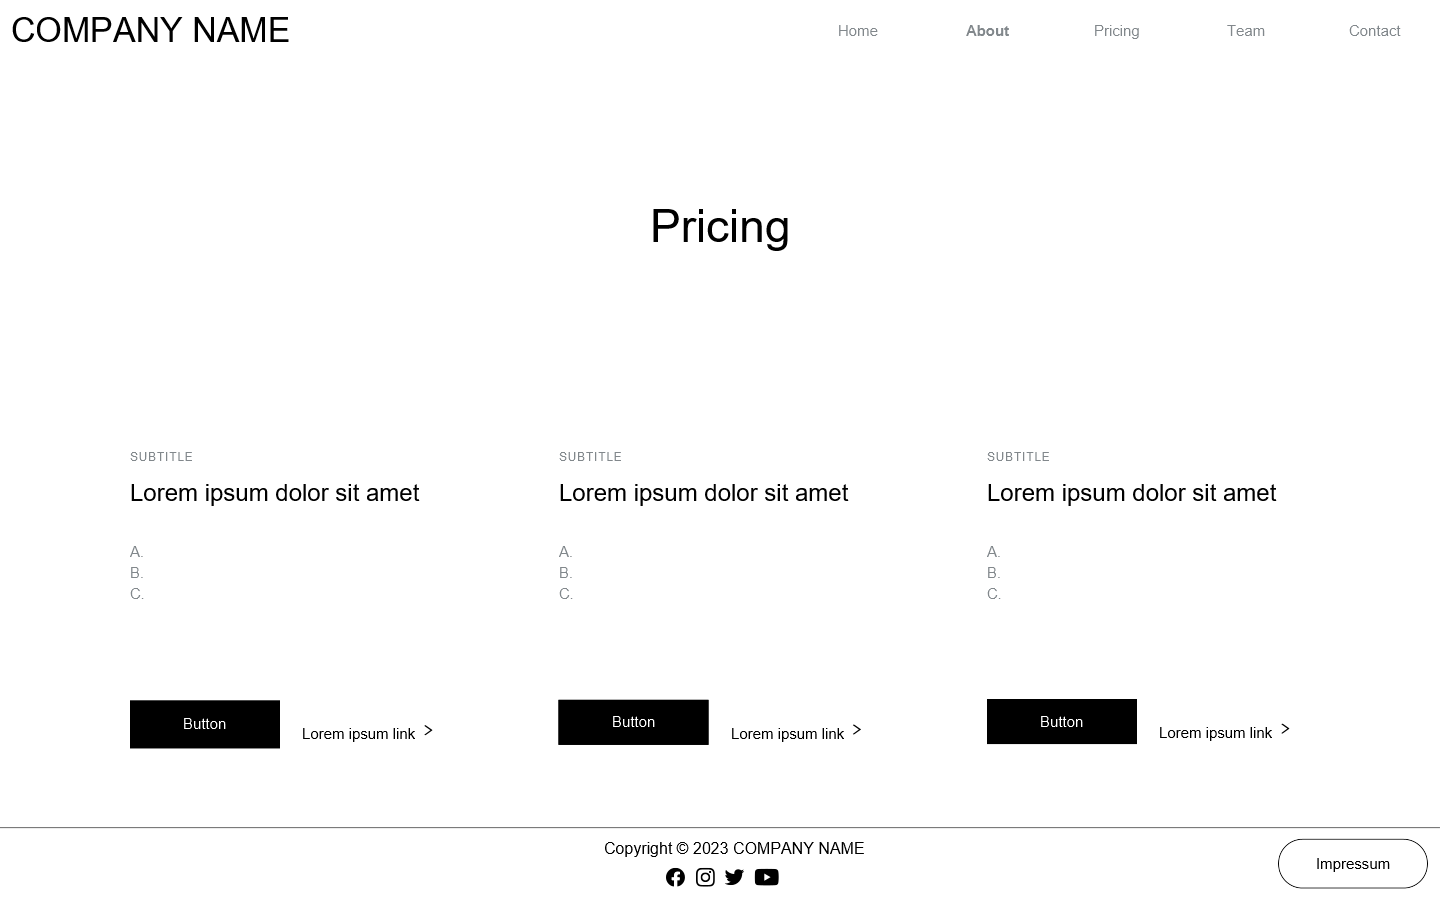 COMPANY NAME
Home About Pricing Team Contact
Pricing
SUBTITLE
Lorem ipsum dolor sit amet
A.
B.
C.
Button
Lorem ipsum link >
SUBTITLE
Lorem ipsum dolor sit amet
A.
B.
C.
Button
Lorem ipsum link >
SUBTITLE
Lorem ipsum dolor sit amet
A.
B.
C.
Button
Lorem ipsum link >
Copyright © 2023 COMPANY NAME
Impressum